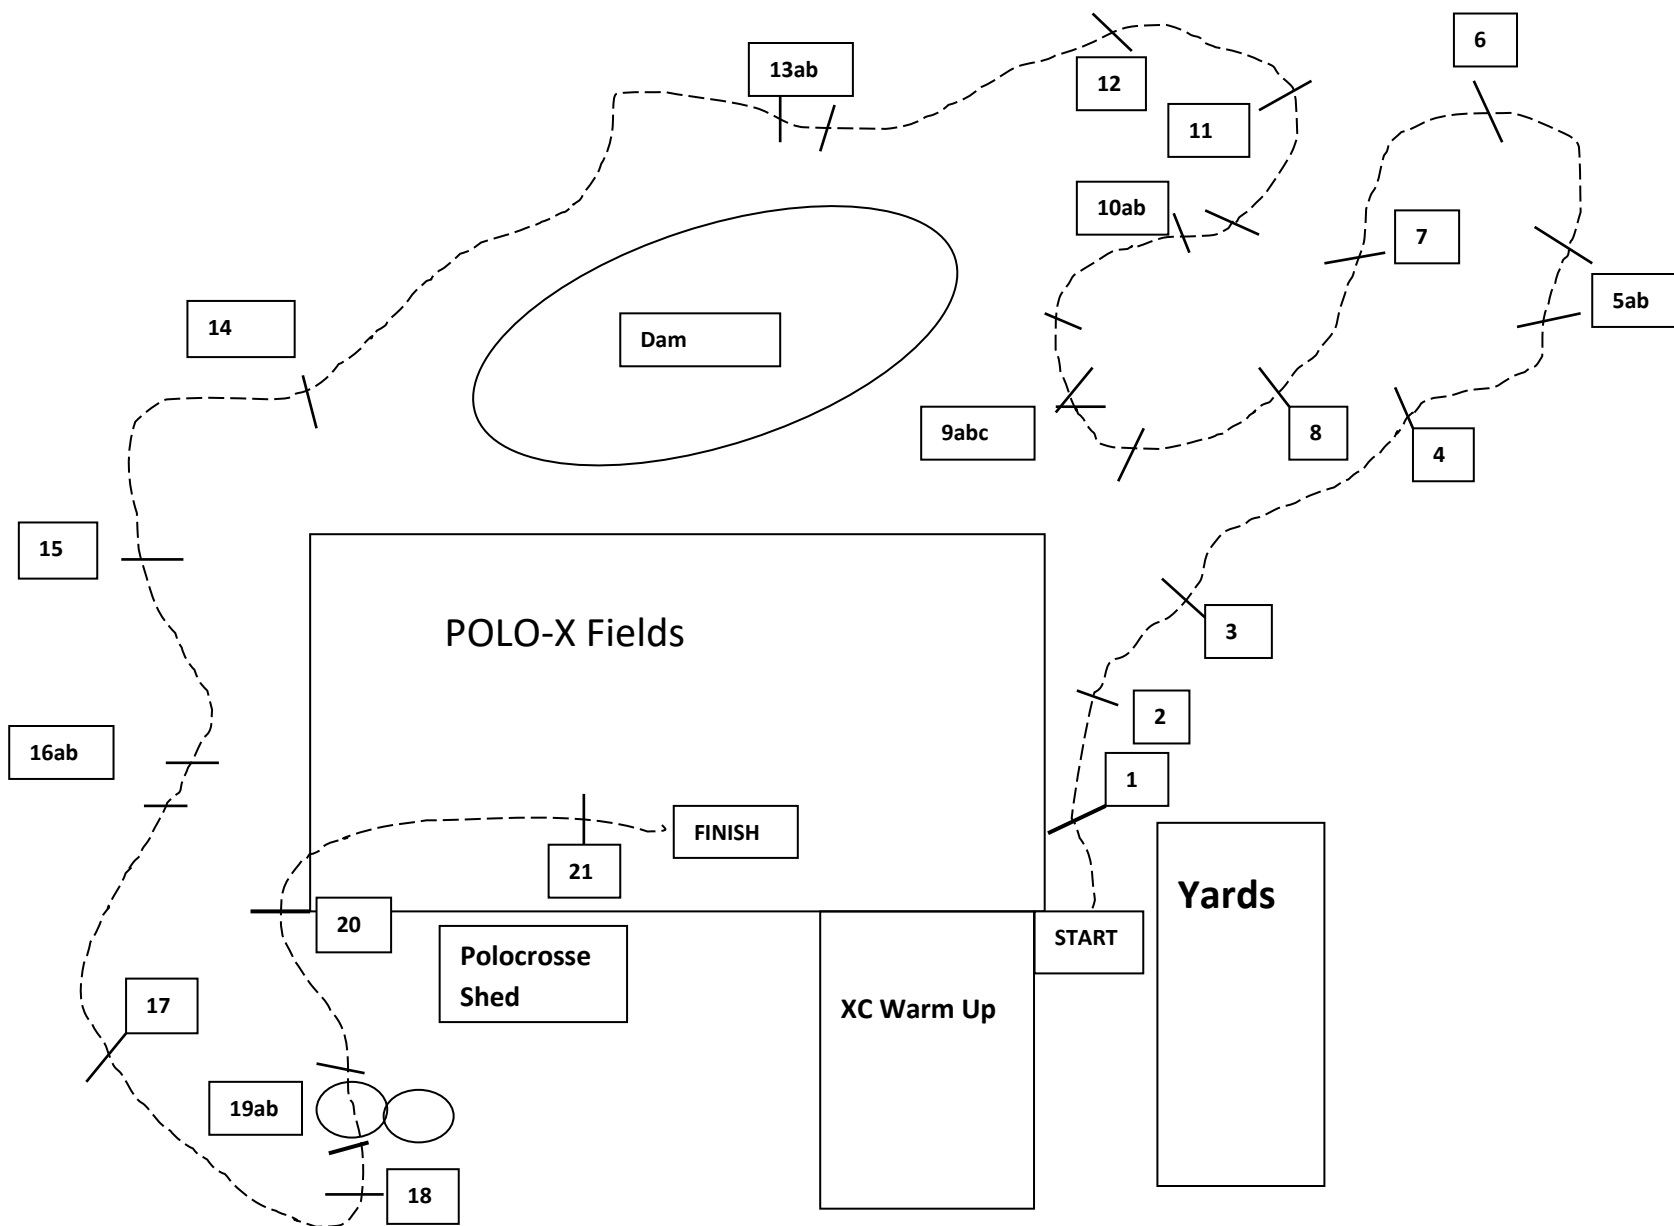 6
13ab
12
11
10ab
7
5ab
14
Dam
9abc
8
4
15
POLO-X Fields
3
2
16ab
1
FINISH
21
Yards
20
START
Polocrosse
Shed
XC Warm Up
17
19ab
18